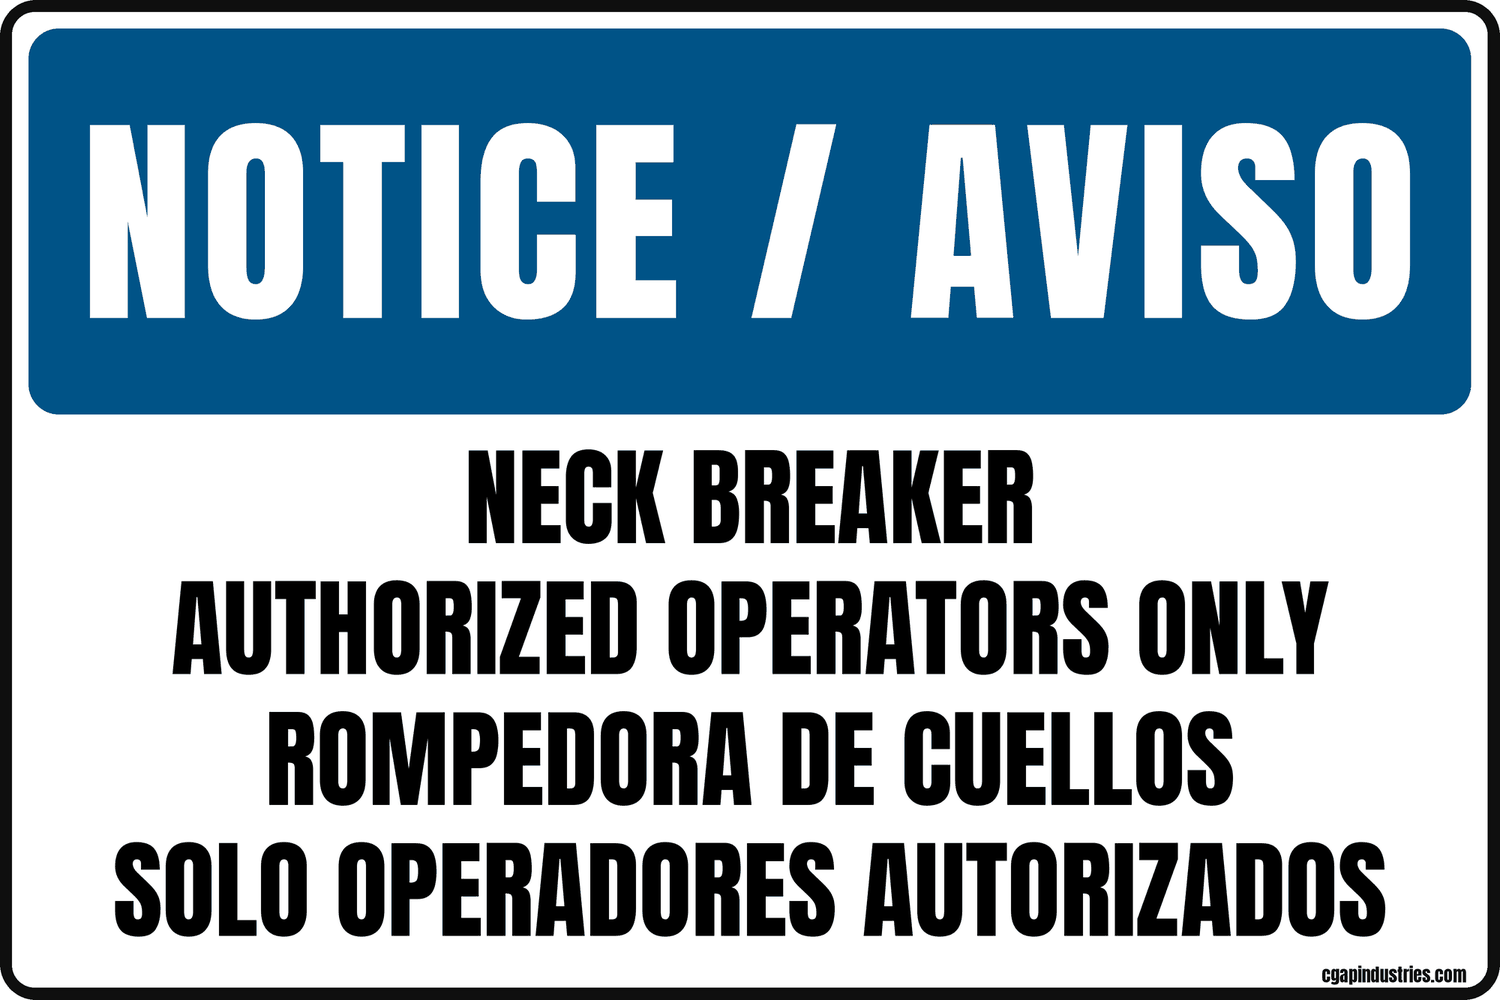 NOTICE / AVISO
NECK BREAKER
AUTHORIZED OPERATORS ONLY
ROMPEDORA DE CUELLOS
SOLO OPERADORES AUTORIZADOS
cgapindustries.com